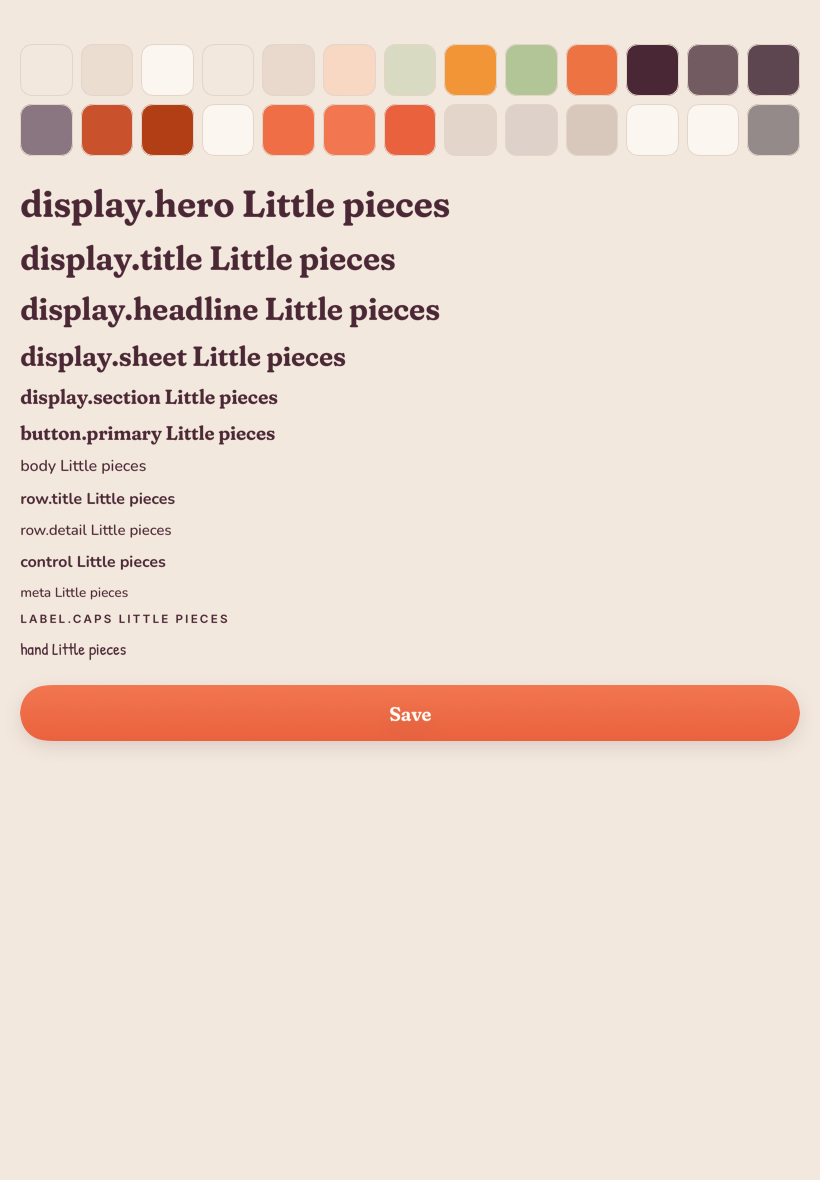 display.hero Little pieces
display.title Little pieces
display.headline Little pieces
display.sheet Little pieces
display.section Little pieces
button.primary Little pieces
body Little pieces
row.title Little pieces
row.detail Little pieces
control Little pieces
meta Little pieces
LABEL.CAPS LITTLE PIECES
hand Little pieces
Save